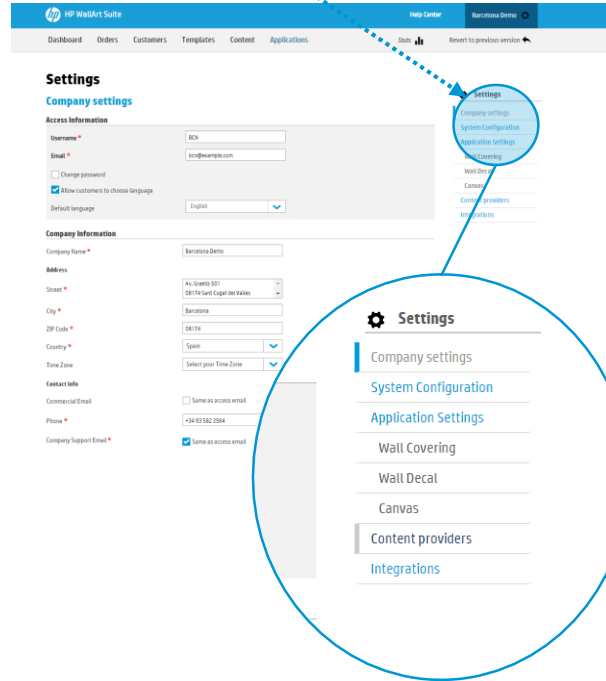 hp HP WallArt Suite Help Center Barcelona Demo
Dashboard Orders Customers Templates Content Applications Stats Revert to previous version
Settings
Company settings
Access Information
Username * BCN
Email * bcn@example.com
Change password
Allow customers to choose language
Default language English
Company Information
Company Name * Barcelona Demo
Address
Street * Av. Graells 501
08174 Sant Cugat del Valles
City * Barcelona
ZIP Code * 08174
Country * Spain
Time Zone Select your Time Zone
Contact info
Commercial Email Same as access email
Phone * +34 93 582 2564
Company Support Email * Same as access email
Settings
Company settings
System Configuration
Application Settings
Wall Covering
Wall Decal
Canvas
Content providers
Integrations
Settings
Company settings
System Configuration
Application Settings
Wall Covering
Wall Decal
Canvas
Content providers
Integrations